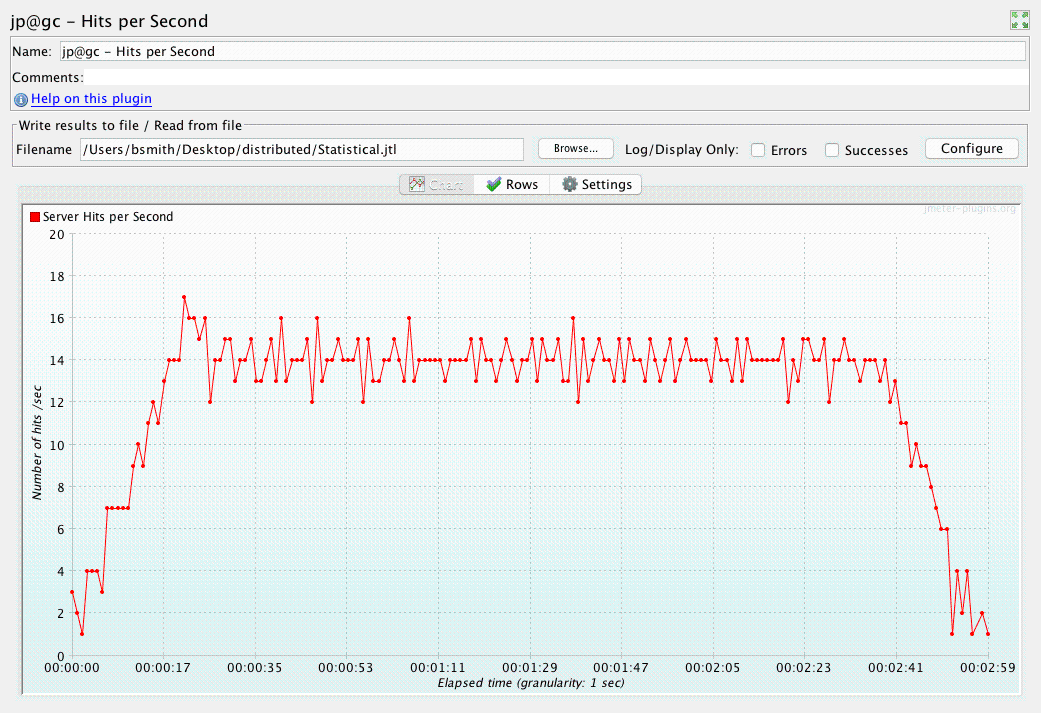 jp@gc - Hits per Second
Name: jp@gc - Hits per Second
Comments:
Help on this plugin
Write results to file / Read from file
Filename /Users/bsmith/Desktop/distributed/Statistical.jtl Browse... Log/Display Only: Errors Successes Configure
Chart Rows Settings
jmeter-plugins.org
Server Hits per Second
20
18
16
14
12
10
8
6
4
2
0
Number of hits /sec
00:00:00 00:00:17 00:00:35 00:00:53 00:01:11 00:01:29 00:01:47 00:02:05 00:02:23 00:02:41 00:02:59
Elapsed time (granularity: 1 sec)